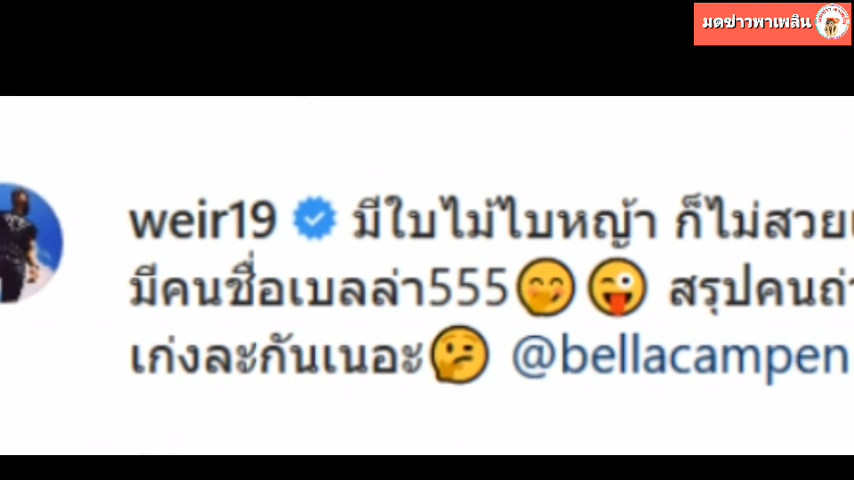 มดข่าวพาเพลิน
weir19 มีใบไม้ใบหญ้า ก็ไม่สวย
มีคนชื่อเบลล่า555🤭😜 สรุปคนถ่
เก่งละกันเนอะ🤔 @bellacampen